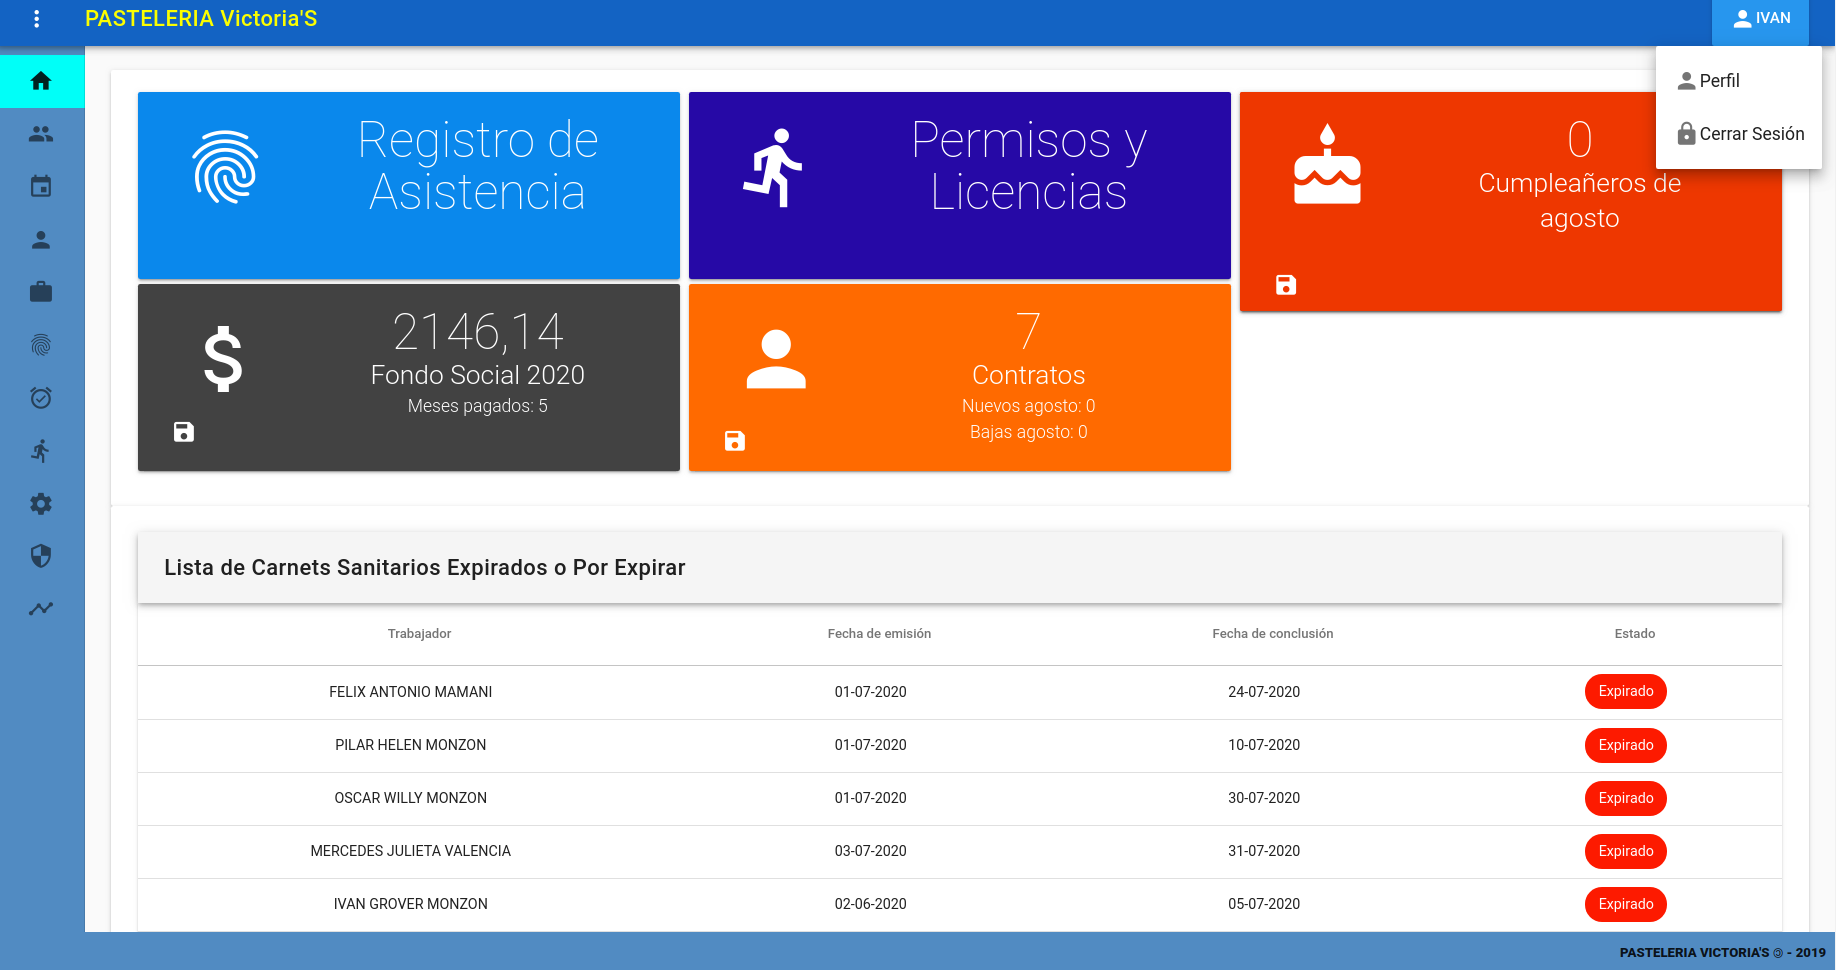 PASTELERIA Victoria'S
IVAN
Perfil
Cerrar Sesión
Registro de
Asistencia
Permisos y
Licencias
0
Cumpleañeros de
agosto
2146,14
Fondo Social 2020
Meses pagados: 5
7
Contratos
Nuevos agosto: 0
Bajas agosto: 0
Lista de Carnets Sanitarios Expirados o Por Expirar
Trabajador Fecha de emisión Fecha de conclusión Estado
FELIX ANTONIO MAMANI 01-07-2020 24-07-2020 Expirado
PILAR HELEN MONZON 01-07-2020 10-07-2020 Expirado
OSCAR WILLY MONZON 01-07-2020 30-07-2020 Expirado
MERCEDES JULIETA VALENCIA 03-07-2020 31-07-2020 Expirado
IVAN GROVER MONZON 02-06-2020 05-07-2020 Expirado
PASTELERIA VICTORIA'S © - 2019